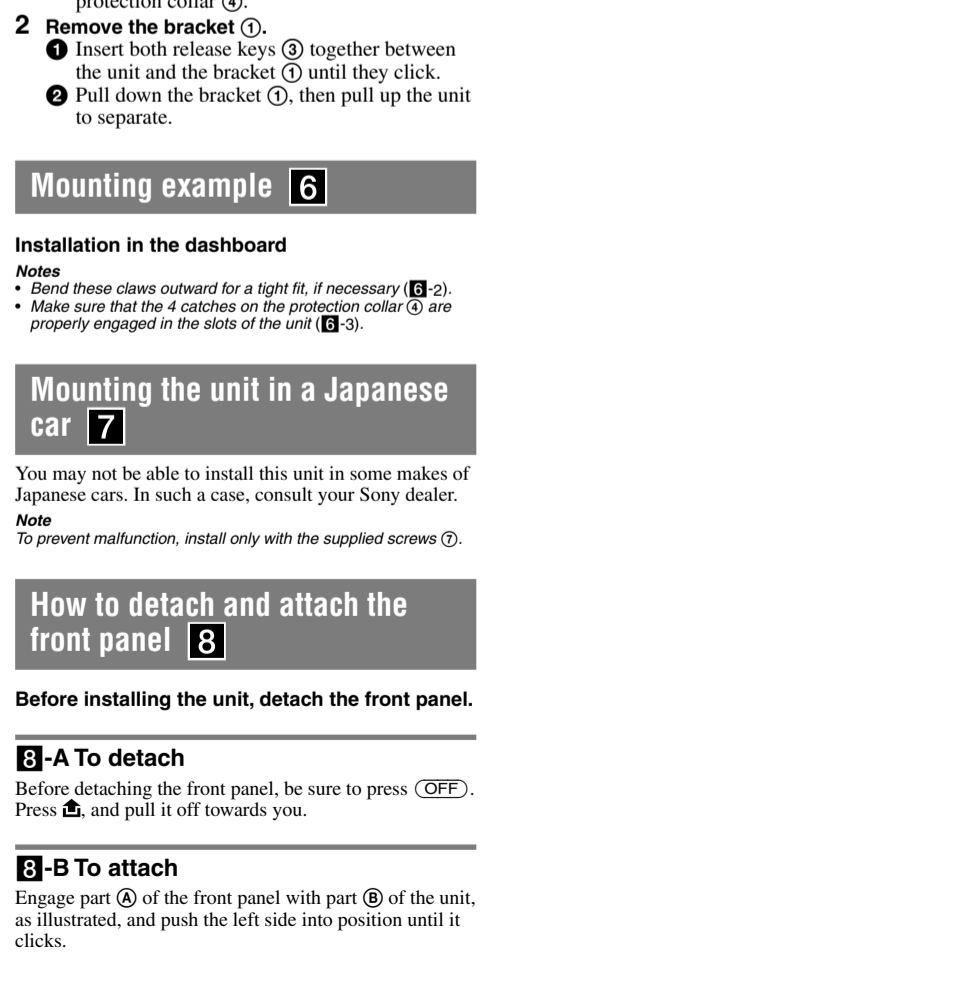 protection collar ④.
2 Remove the bracket ①.
❶ Insert both release keys ③ together between
the unit and the bracket ① until they click.
❷ Pull down the bracket ①, then pull up the unit
to separate.
Mounting example 6
Installation in the dashboard
Notes
• Bend these claws outward for a tight fit, if necessary (6-2).
• Make sure that the 4 catches on the protection collar ④ are
properly engaged in the slots of the unit (6-3).
Mounting the unit in a Japanese
car 7
You may not be able to install this unit in some makes of
Japanese cars. In such a case, consult your Sony dealer.
Note
To prevent malfunction, install only with the supplied screws ⑦.
How to detach and attach the
front panel 8
Before installing the unit, detach the front panel.
8-A To detach
Before detaching the front panel, be sure to press (OFF).
Press , and pull it off towards you.
8-B To attach
Engage part Ⓐ of the front panel with part Ⓑ of the unit,
as illustrated, and push the left side into position until it
clicks.